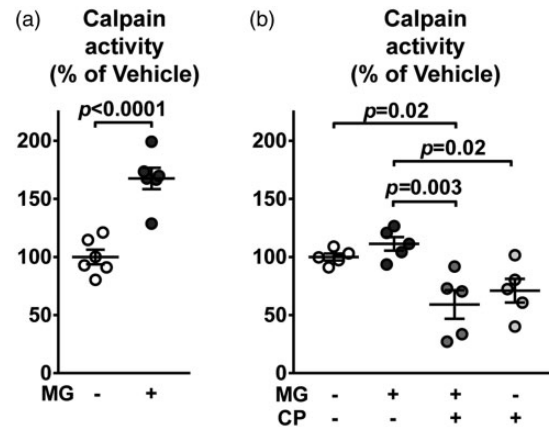 (a)
Calpain
activity
(% of Vehicle)
p<0.0001
200
150
100
50
0
MG - +
(b)
Calpain
activity
(% of Vehicle)
p=0.02
p=0.02
p=0.003
200
150
100
50
0
MG - + + -
CP - - + +